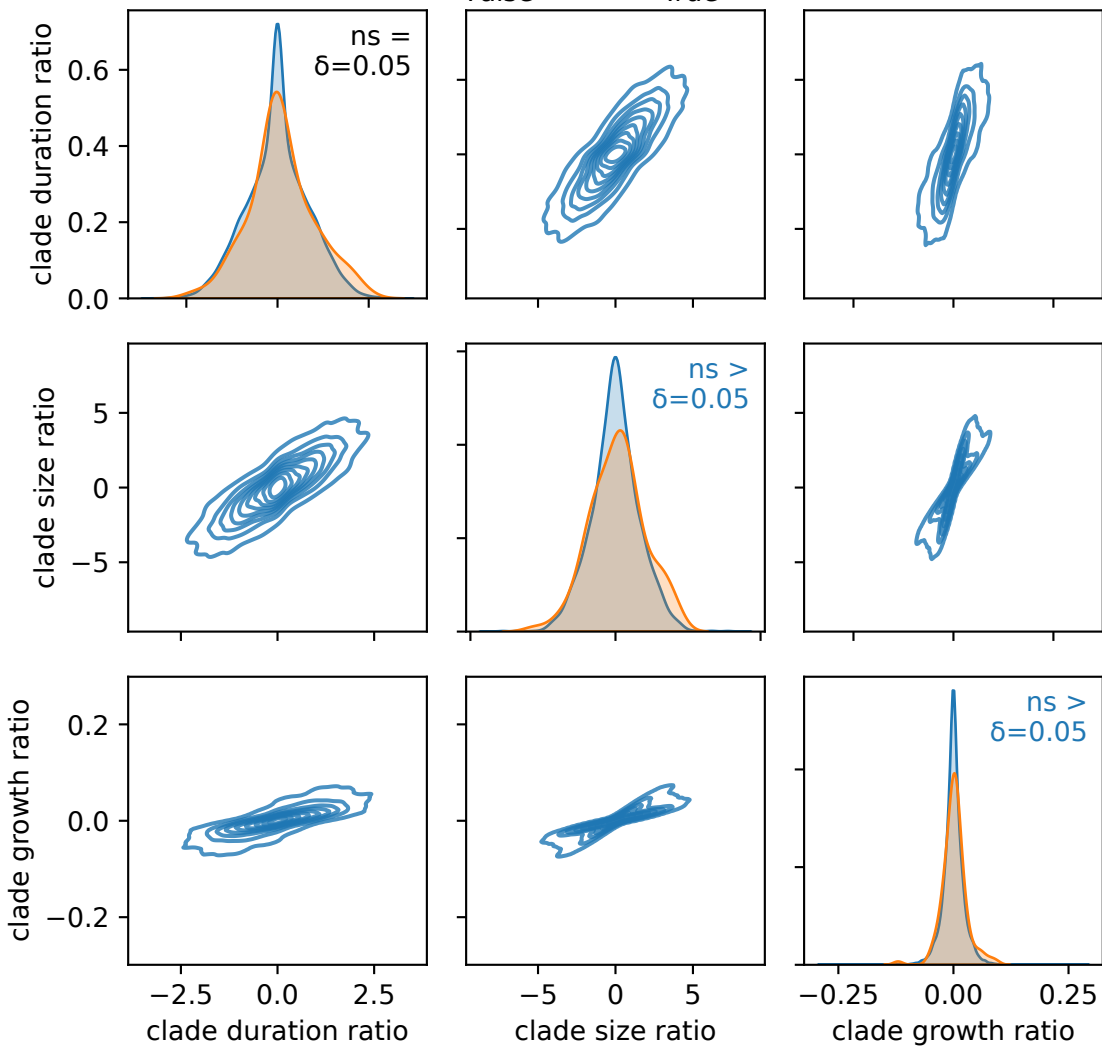 clade duration ratio
0.6
0.4
0.2
0.0
ns =
δ=0.05
clade size ratio
5
0
−5
ns >
δ=0.05
clade growth ratio
0.2
0.0
−0.2
ns >
δ=0.05
−2.5 0.0 2.5
−5 0 5
−0.25 0.00 0.25
clade duration ratio
clade size ratio
clade growth ratio